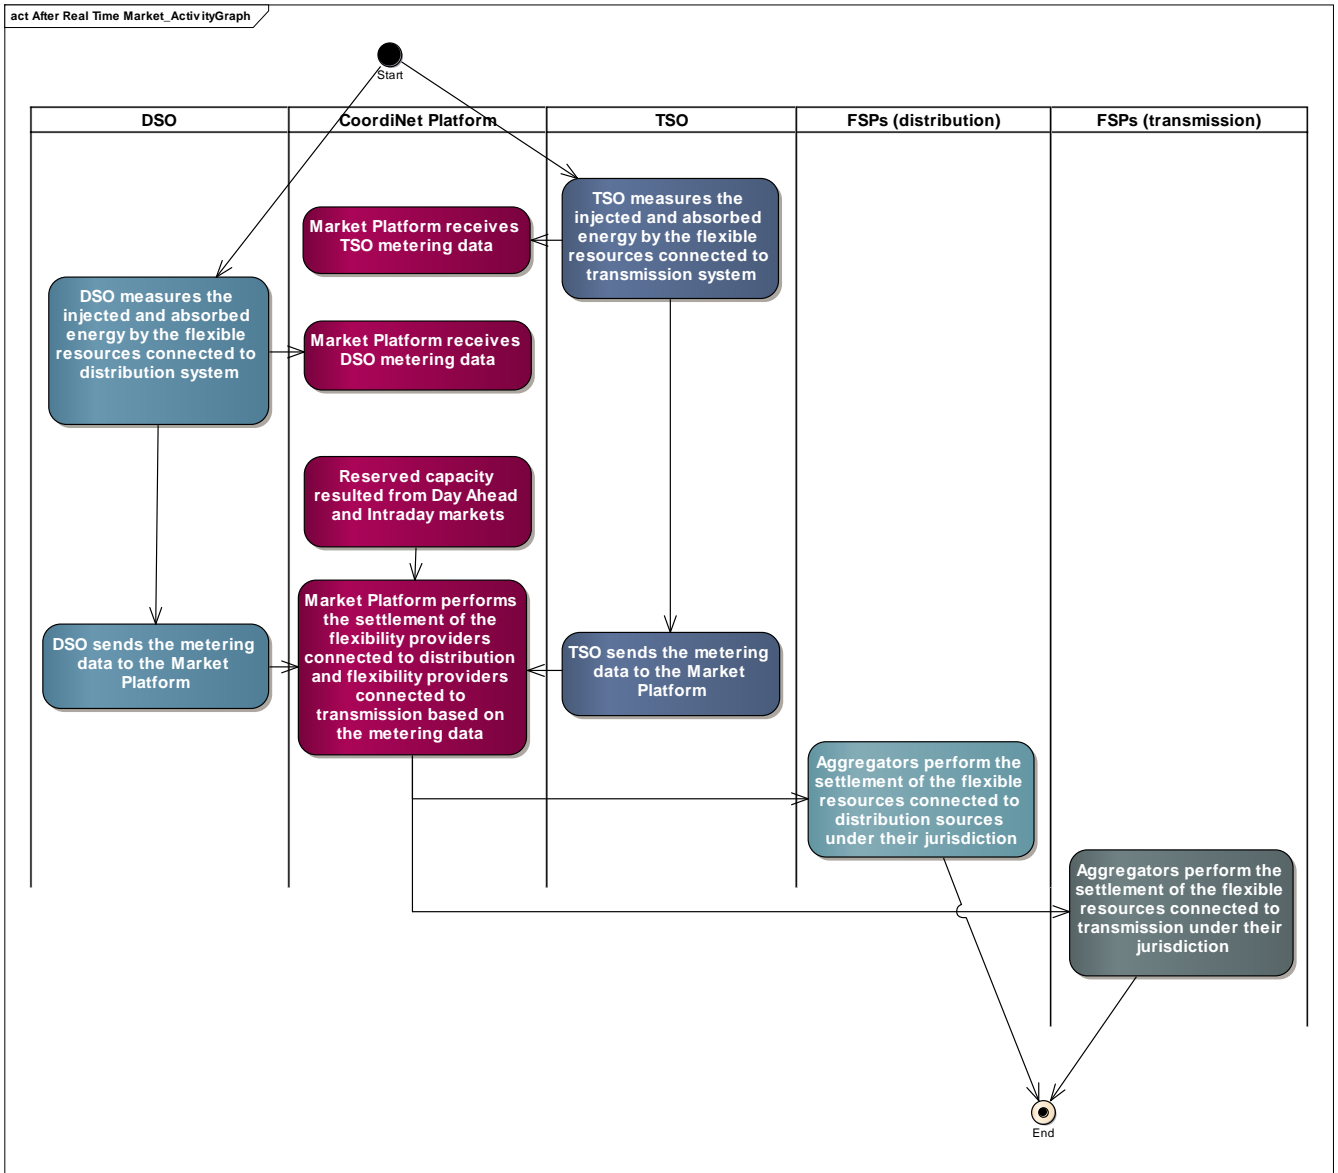 act After Real Time Market_ActivityGraph
Start
DSO
CoordiNet Platform
TSO
FSPs (distribution)
FSPs (transmission)
TSO measures the
injected and absorbed
energy by the flexible
resources connected to
transmission system
Market Platform receives
TSO metering data
DSO measures the
injected and absorbed
energy by the flexible
resources connected to
distribution system
Market Platform receives
DSO metering data
Reserved capacity
resulted from Day Ahead
and Intraday markets
Market Platform performs
the settlement of the
flexibility providers
connected to distribution
and flexibility providers
connected to
transmission based on
the metering data
DSO sends the metering
data to the Market
Platform
TSO sends the metering
data to the Market
Platform
Aggregators perform the
settlement of the flexible
resources connected to
distribution sources
under their jurisdiction
Aggregators perform the
settlement of the flexible
resources connected to
transmission under their
jurisdiction
End